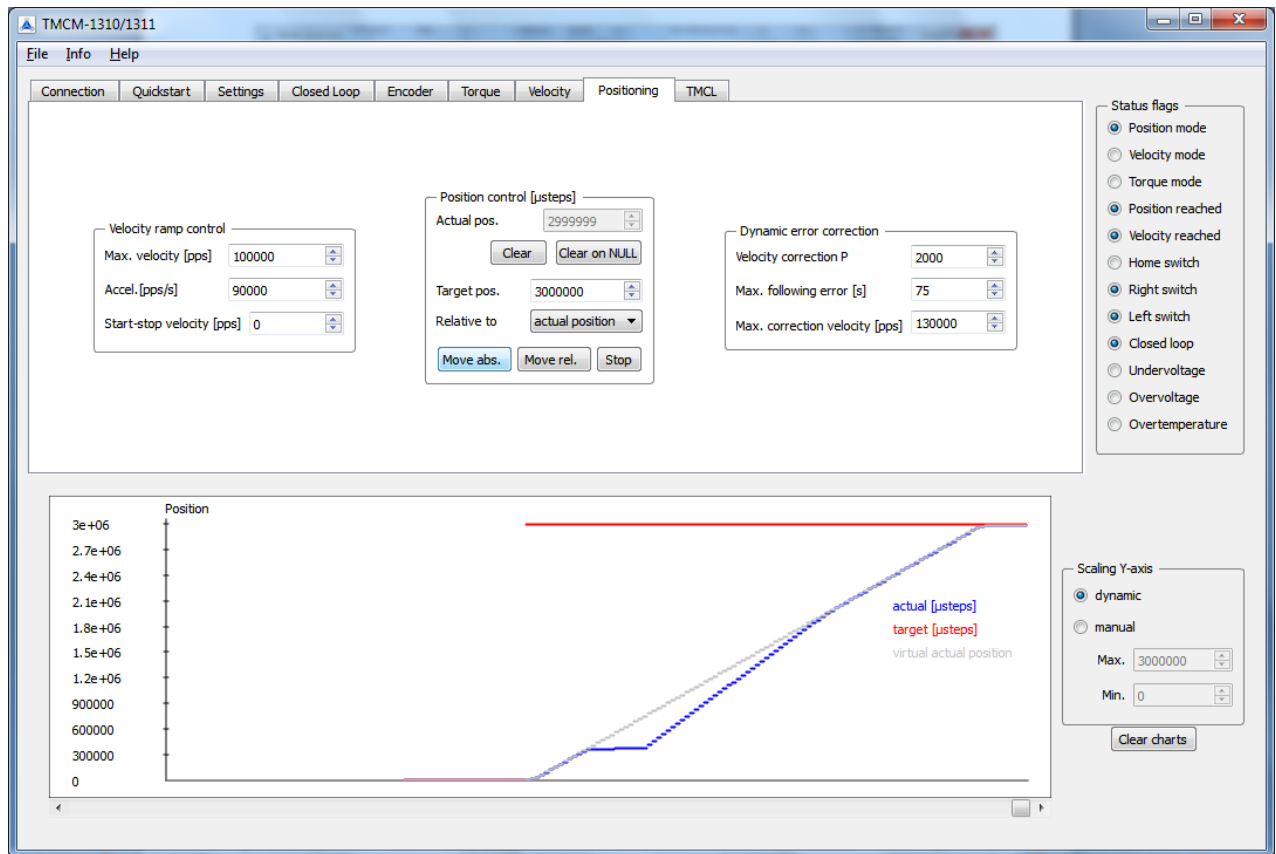 TMCM-1310/1311
File Info Help
Connection Quickstart Settings Closed Loop Encoder Torque Velocity Positioning TMCL
Velocity ramp control
Max. velocity [pps] 100000
Accel.[pps/s] 90000
Start-stop velocity [pps] 0
Position control [µsteps]
Actual pos. 2999999
Clear Clear on NULL
Target pos. 3000000
Relative to actual position
Move abs. Move rel. Stop
Dynamic error correction
Velocity correction P 2000
Max. following error [s] 75
Max. correction velocity [pps] 130000
Status flags
Position mode
Velocity mode
Torque mode
Position reached
Velocity reached
Home switch
Right switch
Left switch
Closed loop
Undervoltage
Overvoltage
Overtemperature
Position
3e+06
2.7e+06
2.4e+06
2.1e+06
1.8e+06
1.5e+06
1.2e+06
900000
600000
300000
0
actual [µsteps]
target [µsteps]
virtual actual position
Scaling Y-axis
dynamic
manual
Max. 3000000
Min. 0
Clear charts